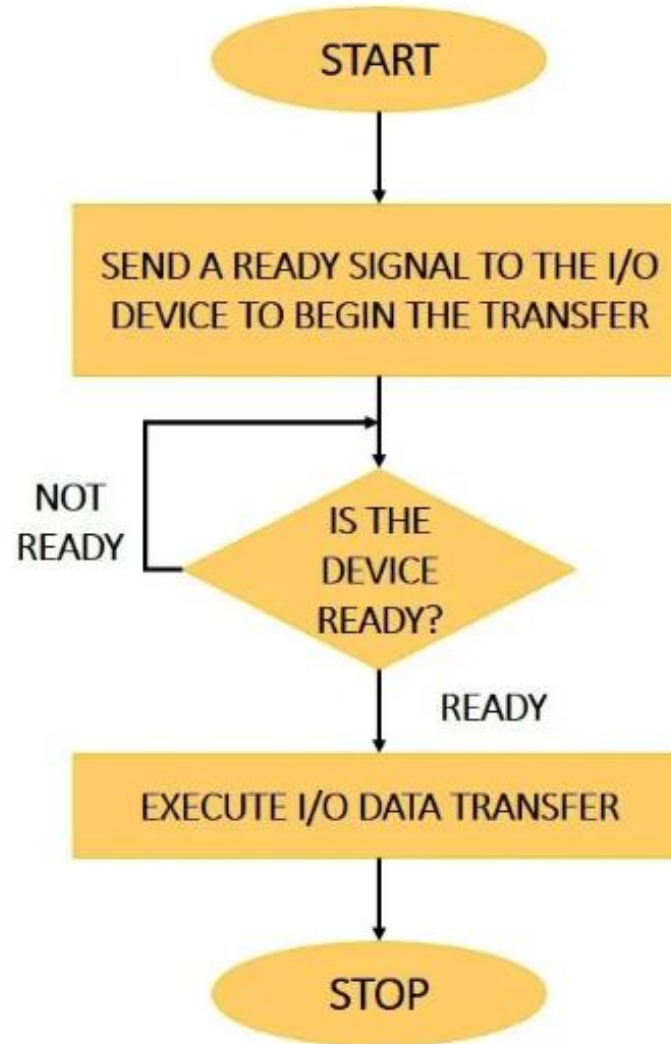 START
SEND A READY SIGNAL TO THE I/O
DEVICE TO BEGIN THE TRANSFER
NOT
READY
IS THE
DEVICE
READY?
READY
EXECUTE I/O DATA TRANSFER
STOP